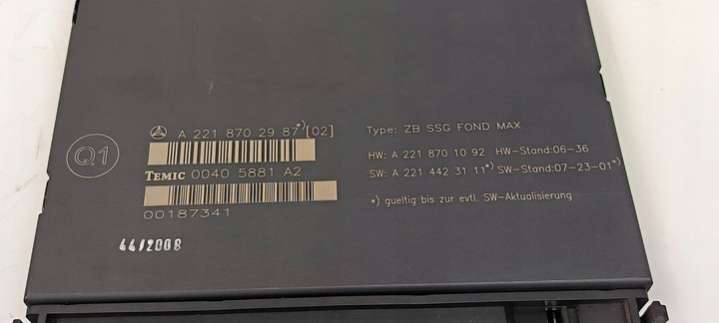 Q1
A 221 870 29 87*)[02]
TEMIC 0040 5881 A2
00187341
44/2008
Type: ZB SSG FOND MAX
HW: A 221 870 10 92 HW-Stand:06-36
SW: A 221 442 31 11*) SW-Stand:07-23-01*)
*) gueltig bis zur evtl. SW-Aktualisierung